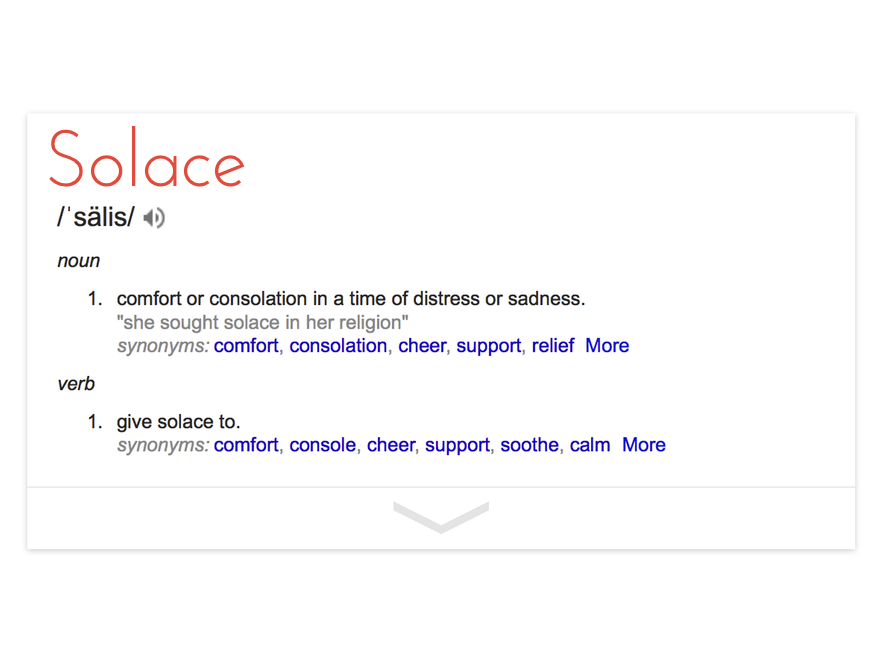 Solace
/ˈsälis/
noun
1. comfort or consolation in a time of distress or sadness.
"she sought solace in her religion"
synonyms: comfort, consolation, cheer, support, relief More
verb
1. give solace to.
synonyms: comfort, console, cheer, support, soothe, calm More